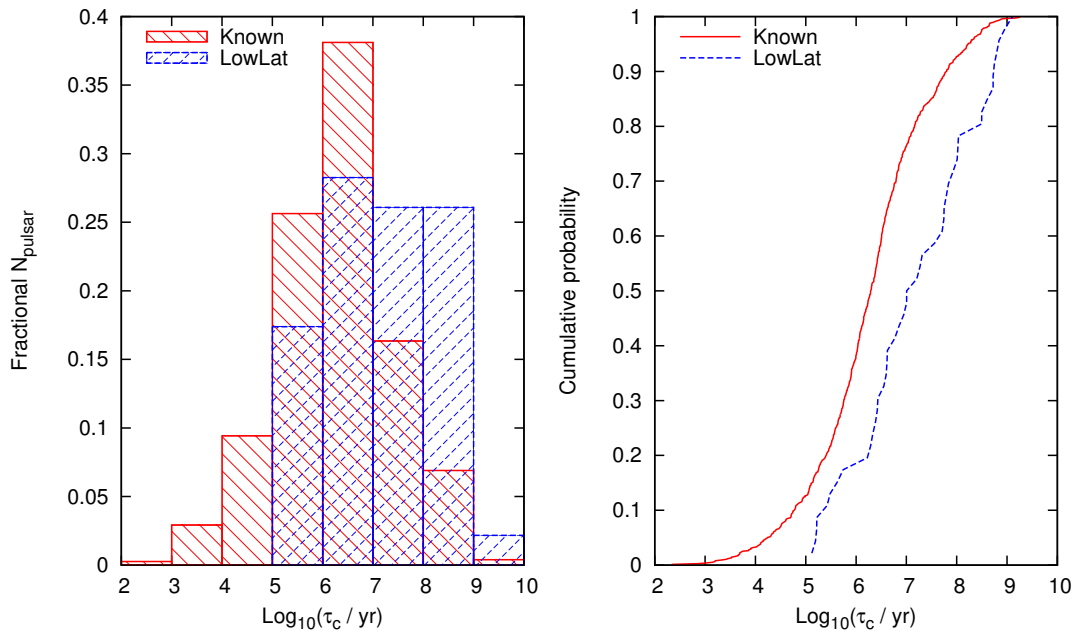 0.4
0.35
0.3
0.25
0.2
0.15
0.1
0.05
0
Fractional N_pulsar
Known
LowLat
2 3 4 5 6 7 8 9 10
Log₁₀(τ_c / yr)
1
0.9
0.8
0.7
0.6
0.5
0.4
0.3
0.2
0.1
0
Cumulative probability
Known
LowLat
2 3 4 5 6 7 8 9 10
Log₁₀(τ_c / yr)